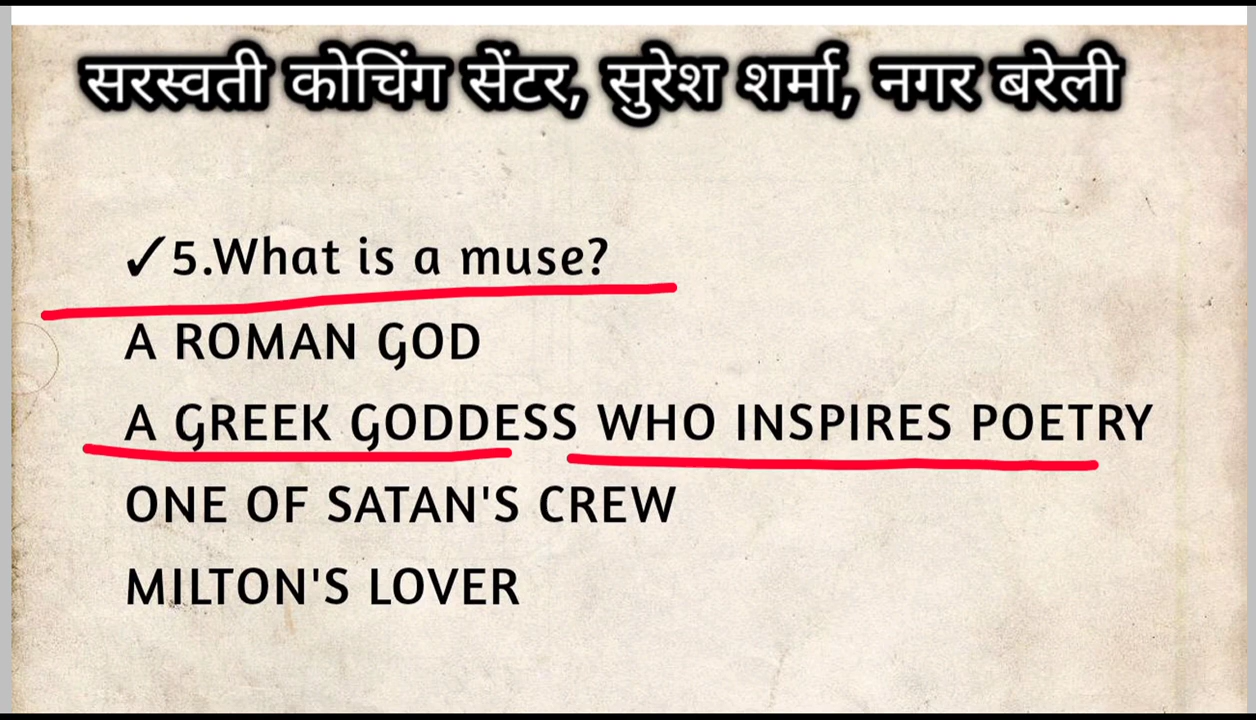 सरस्वती कोचिंग सेंटर, सुरेश शर्मा, नगर बरेली
✓5.What is a muse?
A ROMAN GOD
A GREEK GODDESS WHO INSPIRES POETRY
ONE OF SATAN'S CREW
MILTON'S LOVER